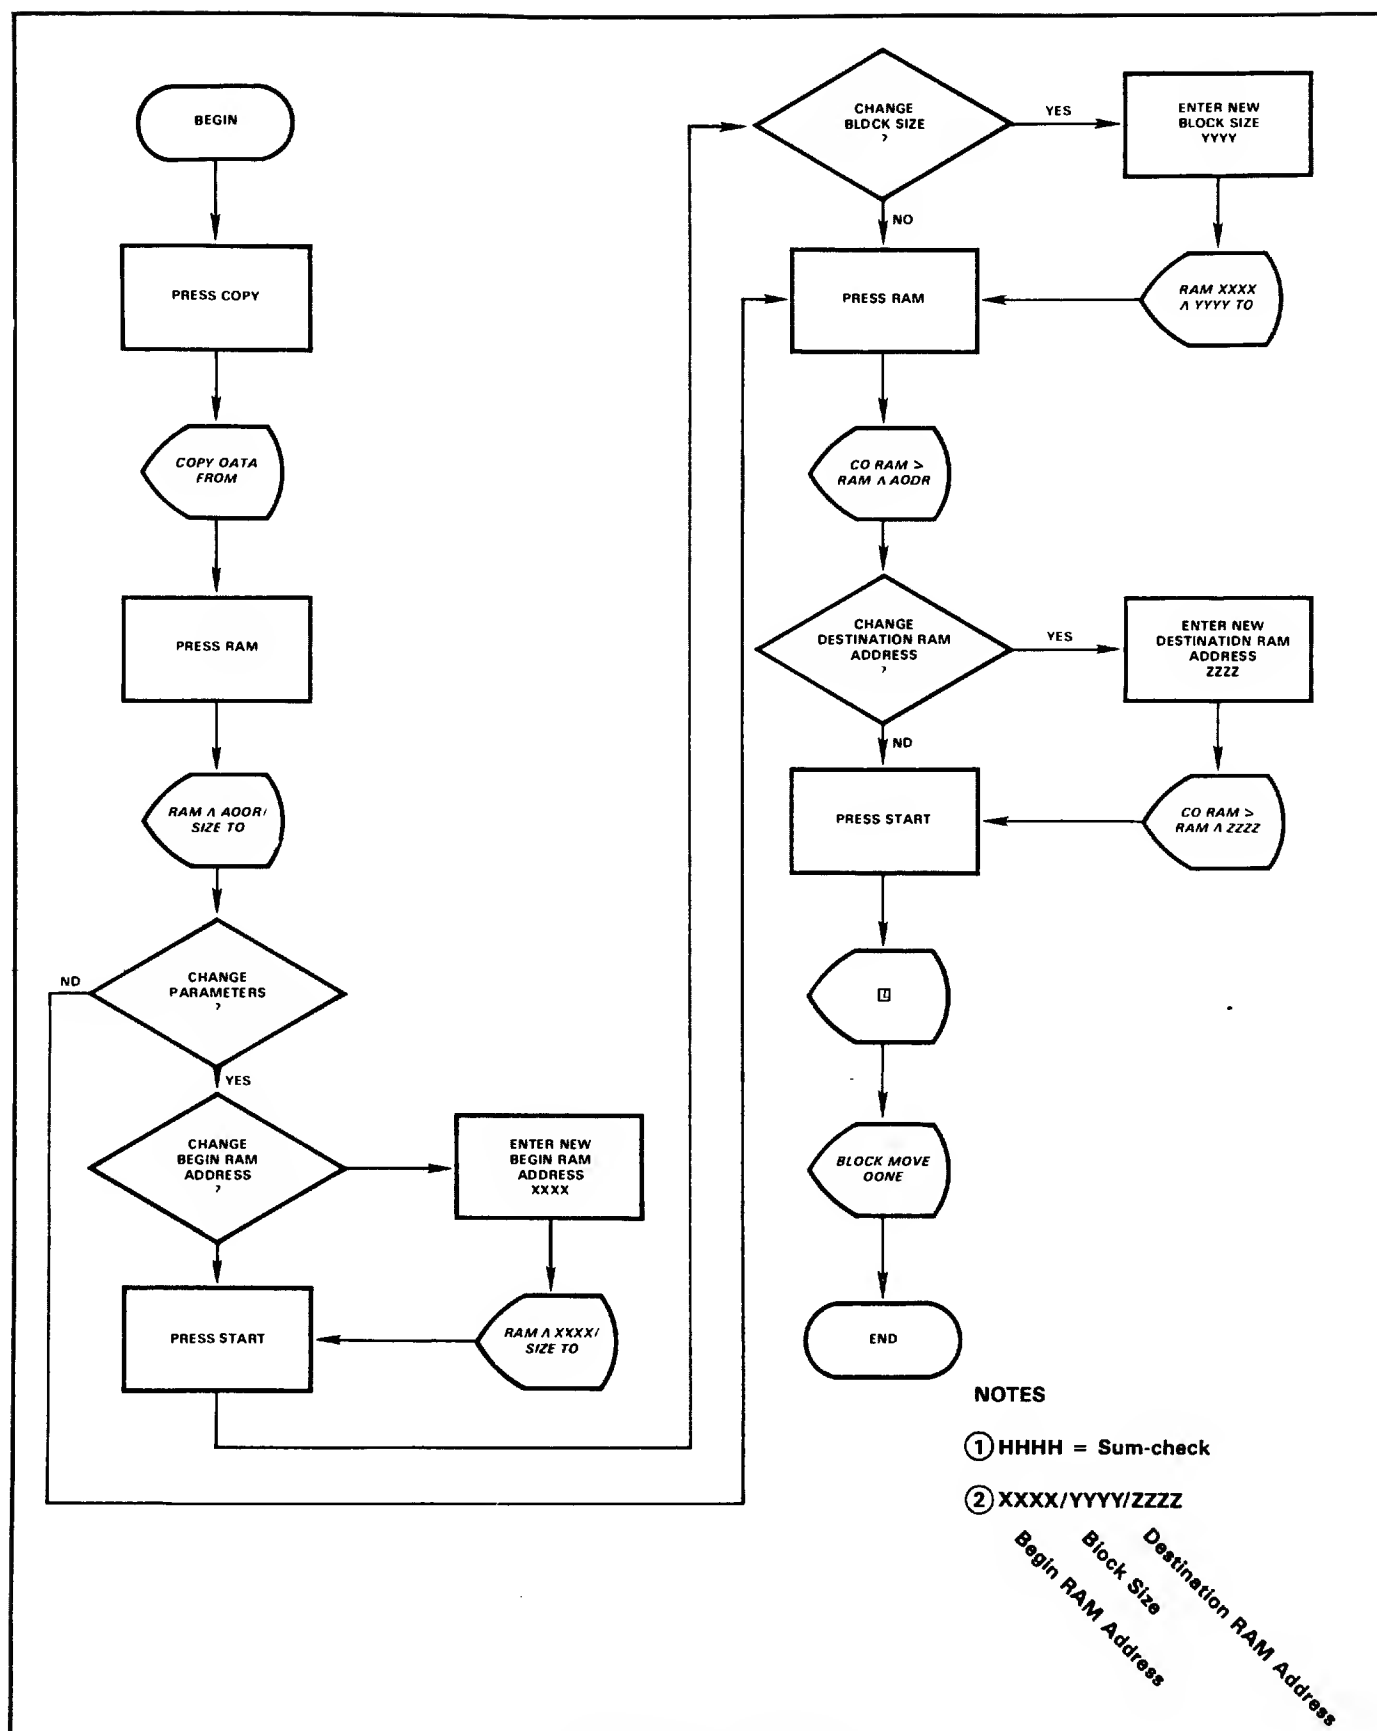 BEGIN
PRESS COPY
COPY OATA
FROM
PRESS RAM
RAM Λ AOOR/
SIZE TO
CHANGE
PARAMETERS
?
ND
YES
CHANGE
BEGIN RAM
ADDRESS
?
ENTER NEW
BEGIN RAM
ADDRESS
XXXX
RAM Λ XXXX/
SIZE TO
PRESS START
CHANGE
BLDCK SIZE
?
YES
ENTER NEW
BLOCK SIZE
YYYY
NO
RAM XXXX
Λ YYYY TO
PRESS RAM
CO RAM >
RAM Λ AODR
CHANGE
DESTINATION RAM
ADDRESS
?
YES
ENTER NEW
DESTINATION RAM
ADDRESS
ZZZZ
ND
CO RAM >
RAM Λ ZZZZ
PRESS START
BLOCK MOVE
OONE
END
NOTES
① HHHH = Sum-check
② XXXX/YYYY/ZZZZ
Begin RAM Address
Block Size
Destination RAM Address